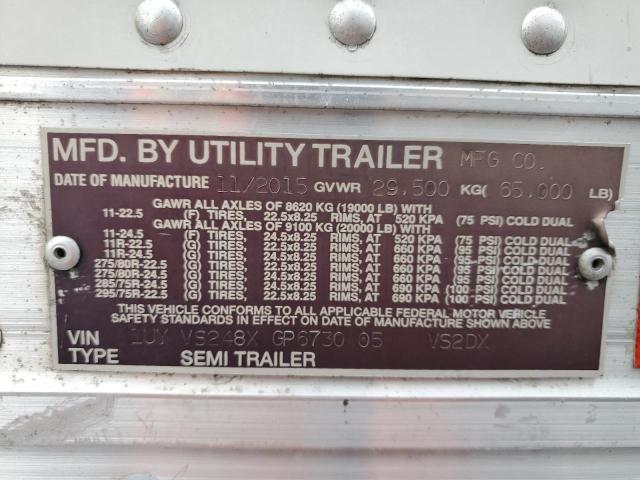 MFD. BY UTILITY TRAILER MFG CO.
DATE OF MANUFACTURE 11/2015 GVWR 29,500 KG( 65,000 LB)
GAWR ALL AXLES OF 8620 KG (19000 LB) WITH
11-22.5 (F) TIRES, 22.5x8.25 RIMS, AT 520 KPA (75 PSI) COLD DUAL
GAWR ALL AXLES OF 9100 KG (20000 LB) WITH
11-24.5 (F) TIRES, 24.5x8.25 RIMS, AT 520 KPA (75 PSI) COLD DUAL
11R-22.5 (G) TIRES, 22.5x8.25 RIMS, AT 660 KPA (95 PSI) COLD DUAL
11R-24.5 (G) TIRES, 24.5x8.25 RIMS, AT 660 KPA (95 PSI) COLD DUAL
275/80R-22.5 (G) TIRES, 22.5x8.25 RIMS, AT 660 KPA (95 PSI) COLD DUAL
275/80R-24.5 (G) TIRES, 24.5x8.25 RIMS, AT 660 KPA (95 PSI) COLD DUAL
285/75R-24.5 (G) TIRES, 24.5x8.25 RIMS, AT 690 KPA (100 PSI) COLD DUAL
295/75R-22.5 (G) TIRES, 22.5x8.25 RIMS, AT 690 KPA (100 PSI) COLD DUAL
THIS VEHICLE CONFORMS TO ALL APPLICABLE FEDERAL MOTOR VEHICLE
SAFETY STANDARDS IN EFFECT ON DATE OF MANUFACTURE SHOWN ABOVE
VIN 1UY VS248X GP6730 05 VS2DX
TYPE SEMI TRAILER